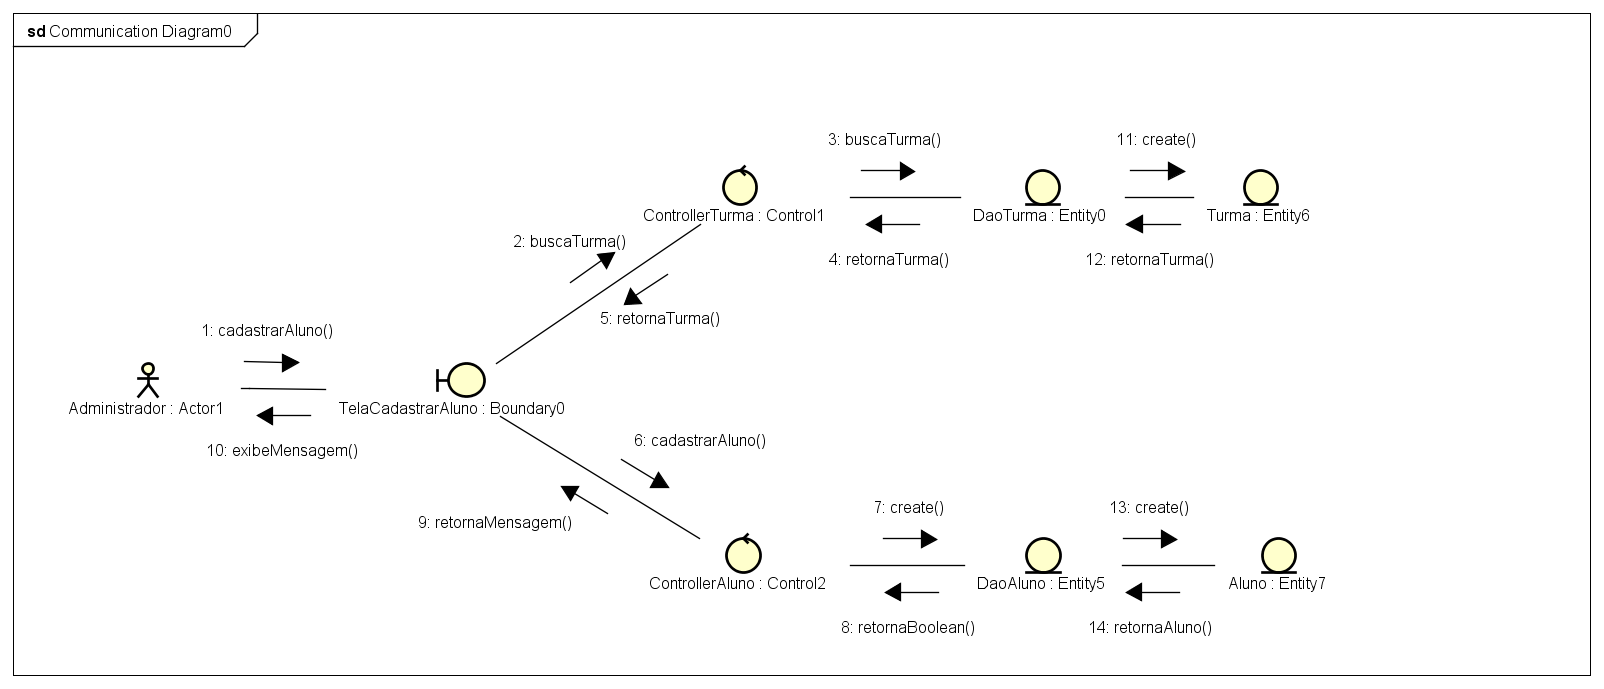 sd Communication Diagram0
3: buscaTurma()
11: create()
ControllerTurma : Control1
DaoTurma : Entity0
Turma : Entity6
2: buscaTurma()
4: retornaTurma()
12: retornaTurma()
5: retornaTurma()
1: cadastrarAluno()
Administrador : Actor1
TelaCadastrarAluno : Boundary0
10: exibeMensagem()
6: cadastrarAluno()
9: retornaMensagem()
7: create()
13: create()
ControllerAluno : Control2
DaoAluno : Entity5
Aluno : Entity7
8: retornaBoolean()
14: retornaAluno()